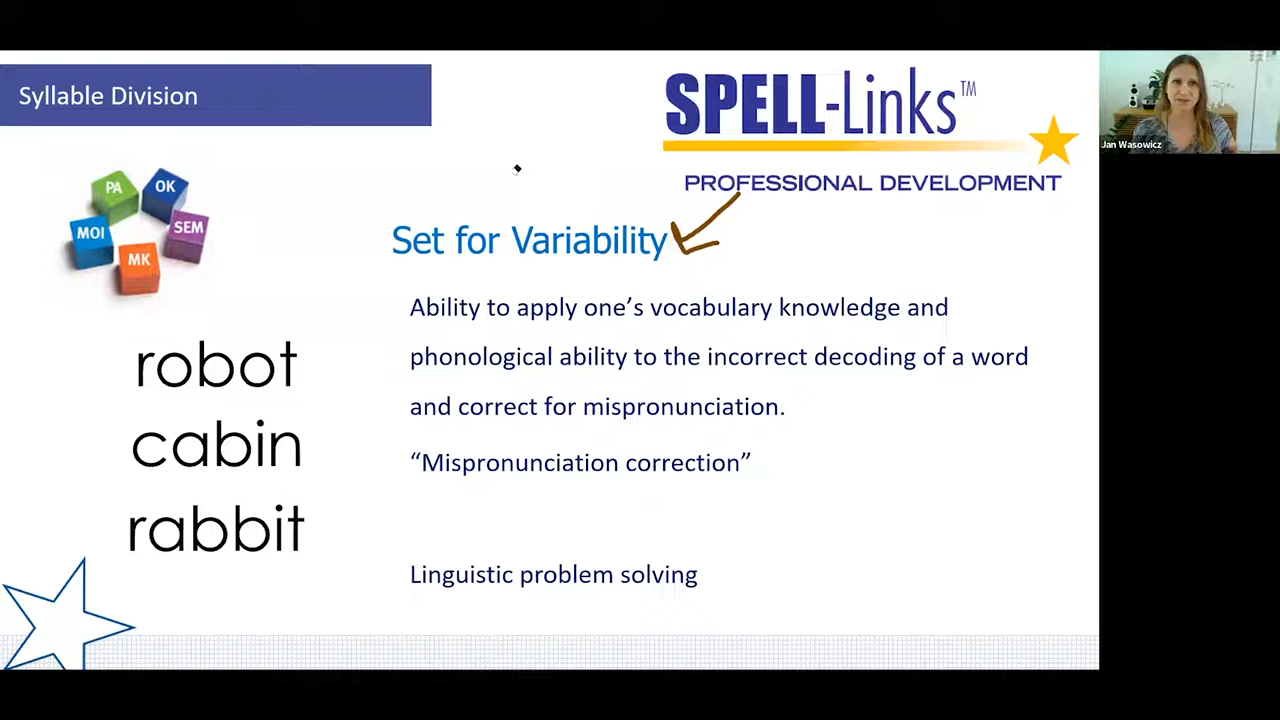 Syllable Division
SPELL-Links™
PROFESSIONAL DEVELOPMENT
Jan Wasowicz
PA
OK
MOI
SEM
MK
Set for Variability
Ability to apply one’s vocabulary knowledge and
phonological ability to the incorrect decoding of a word
and correct for mispronunciation.
“Mispronunciation correction”
Linguistic problem solving
robot
cabin
rabbit